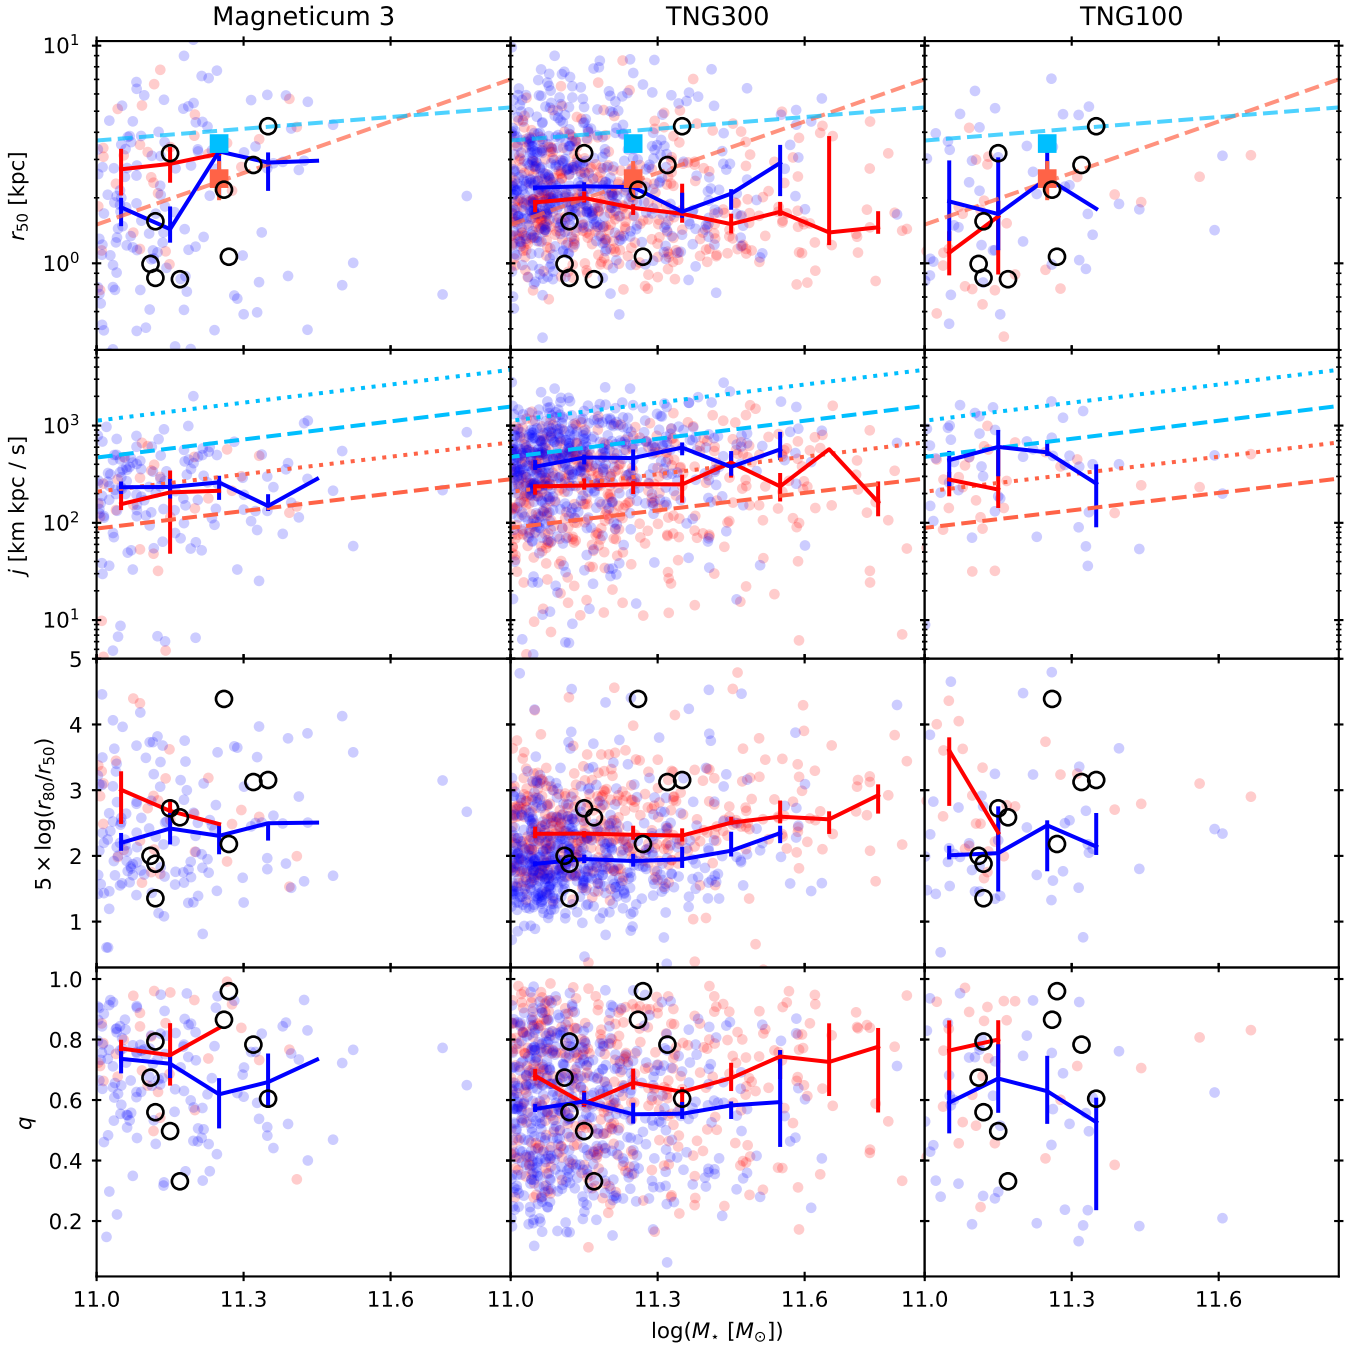 Magneticum 3 TNG300 TNG100
10¹
r₅₀ [kpc]
10⁰
10³
j [km kpc / s]
10²
10¹
5
4
5 × log(r₈₀/r₅₀)
3
2
1
1.0
0.8
0.6
q
0.4
0.2
11.0 11.3 11.6 11.0 11.3 11.6 11.0 11.3 11.6
log(M⋆ [M⊙])